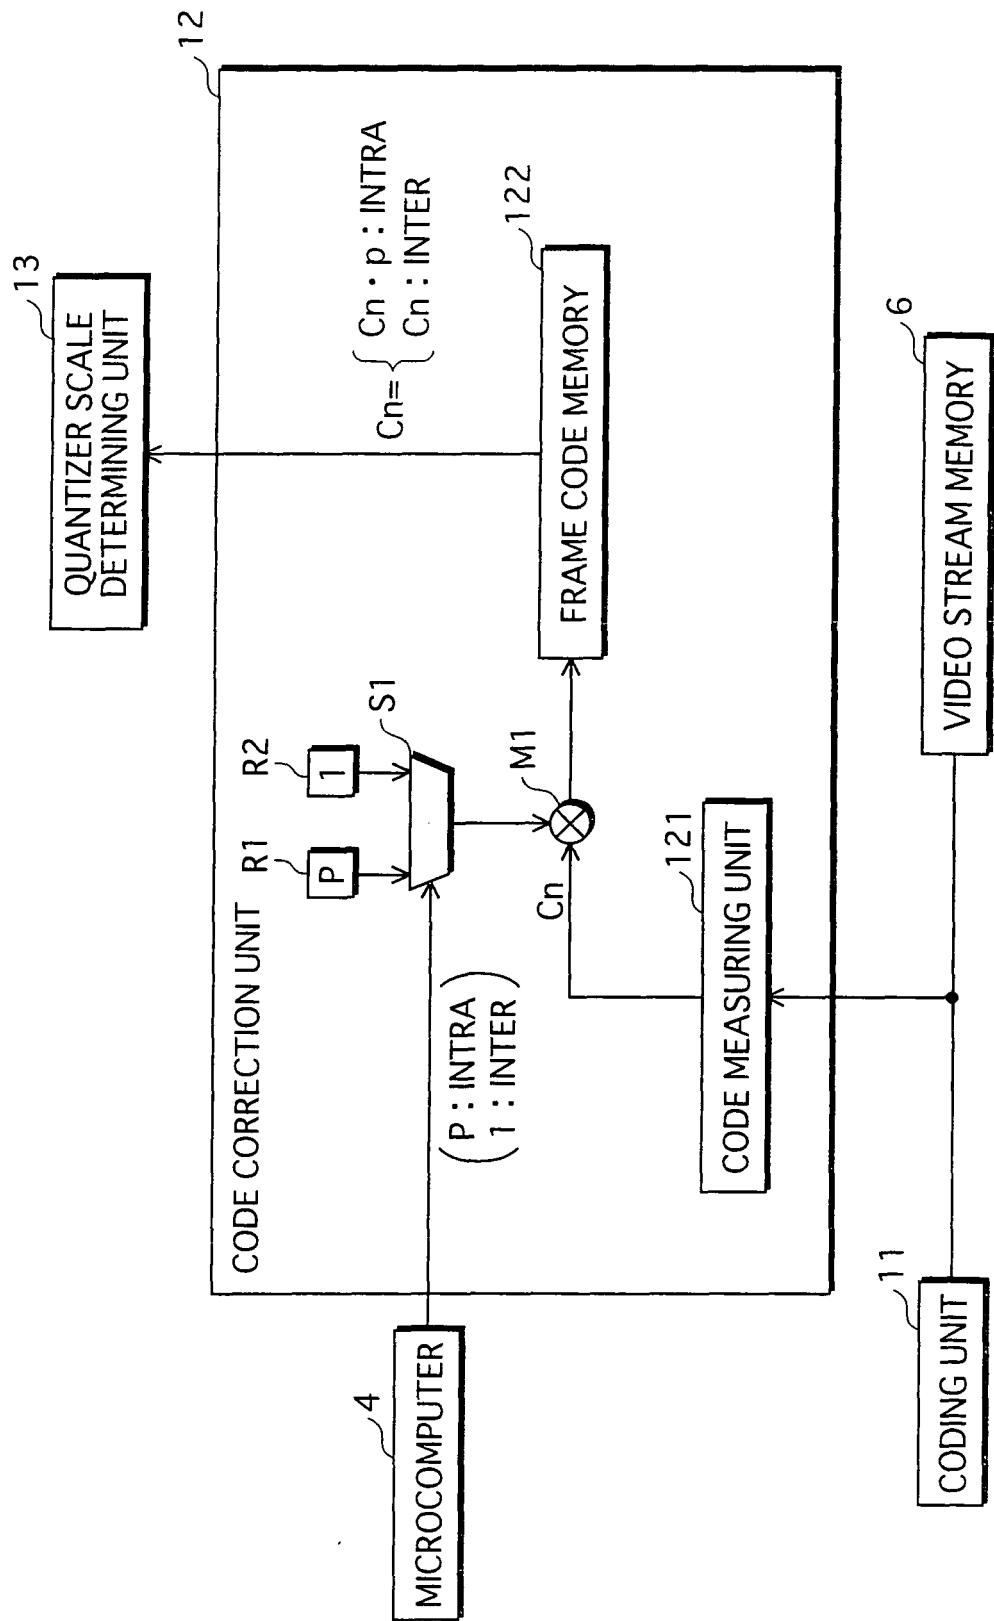 13
QUANTIZER SCALE
DETERMINING UNIT
12
CODE CORRECTION UNIT
Cn= { Cn・p : INTRA
Cn : INTER
R1
P
R2
1
S1
4
MICROCOMPUTER
( P : INTRA
1 : INTER )
M1
Cn
122
FRAME CODE MEMORY
121
CODE MEASURING UNIT
11
CODING UNIT
6
VIDEO STREAM MEMORY